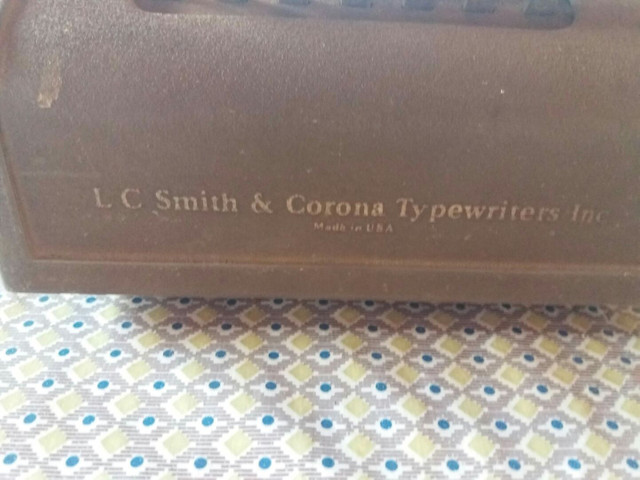 L C Smith & Corona Typewriters Inc
Made in USA